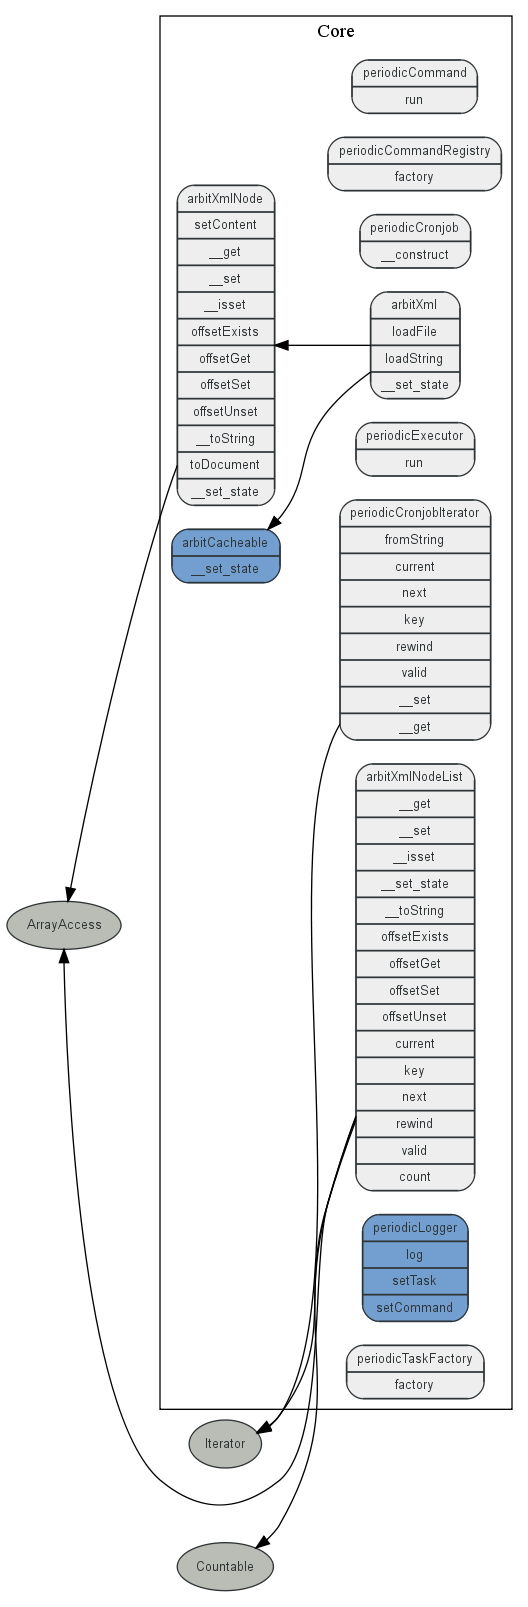 Core
periodicCommand
run
periodicCommandRegistry
factory
arbitXmlNode
setContent
__get
__set
__isset
offsetExists
offsetGet
offsetSet
offsetUnset
__toString
toDocument
__set_state
periodicCronjob
__construct
arbitXml
loadFile
loadString
__set_state
periodicExecutor
run
arbitCacheable
__set_state
periodicCronjobIterator
fromString
current
next
key
rewind
valid
__set
__get
arbitXmlNodeList
__get
__set
__isset
__set_state
__toString
offsetExists
offsetGet
offsetSet
offsetUnset
current
key
next
rewind
valid
count
ArrayAccess
periodicLogger
log
setTask
setCommand
periodicTaskFactory
factory
Iterator
Countable